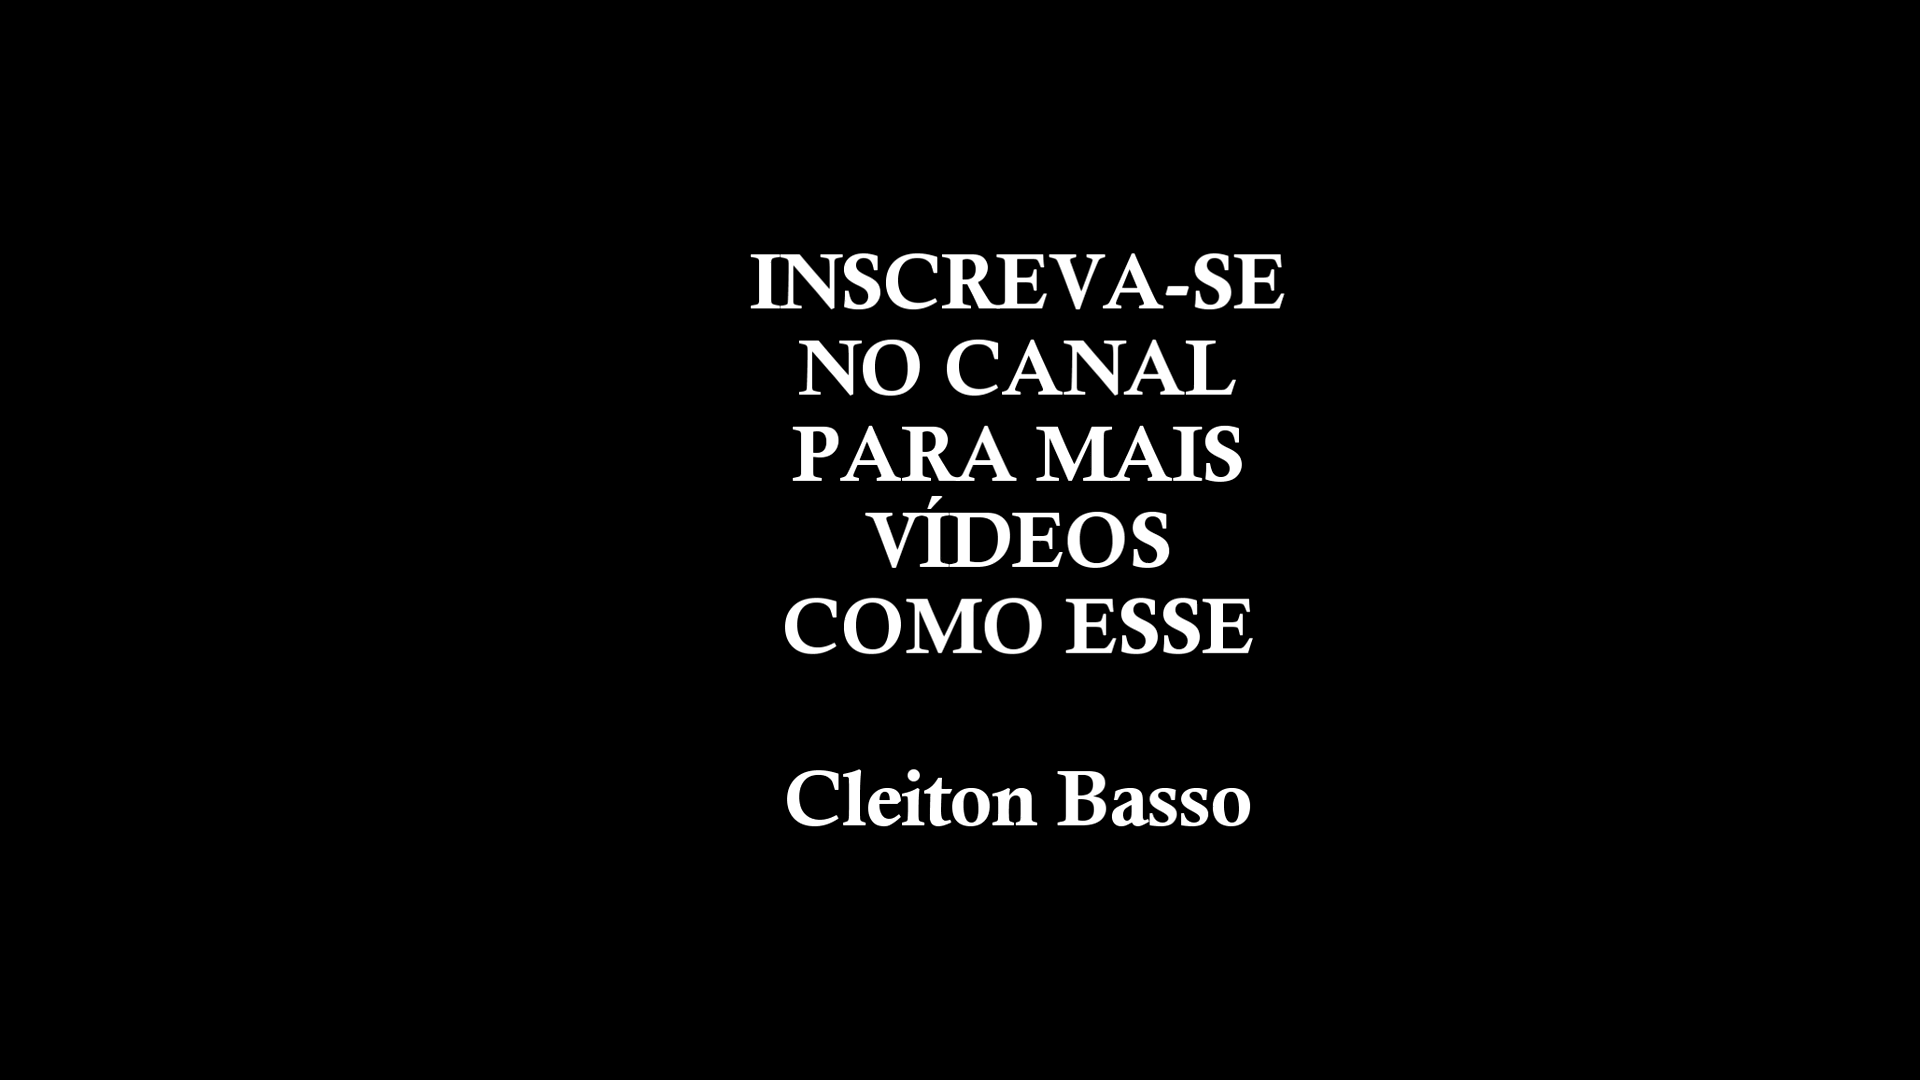 INSCREVA-SE
NO CANAL
PARA MAIS
VÍDEOS
COMO ESSE
Cleiton Basso